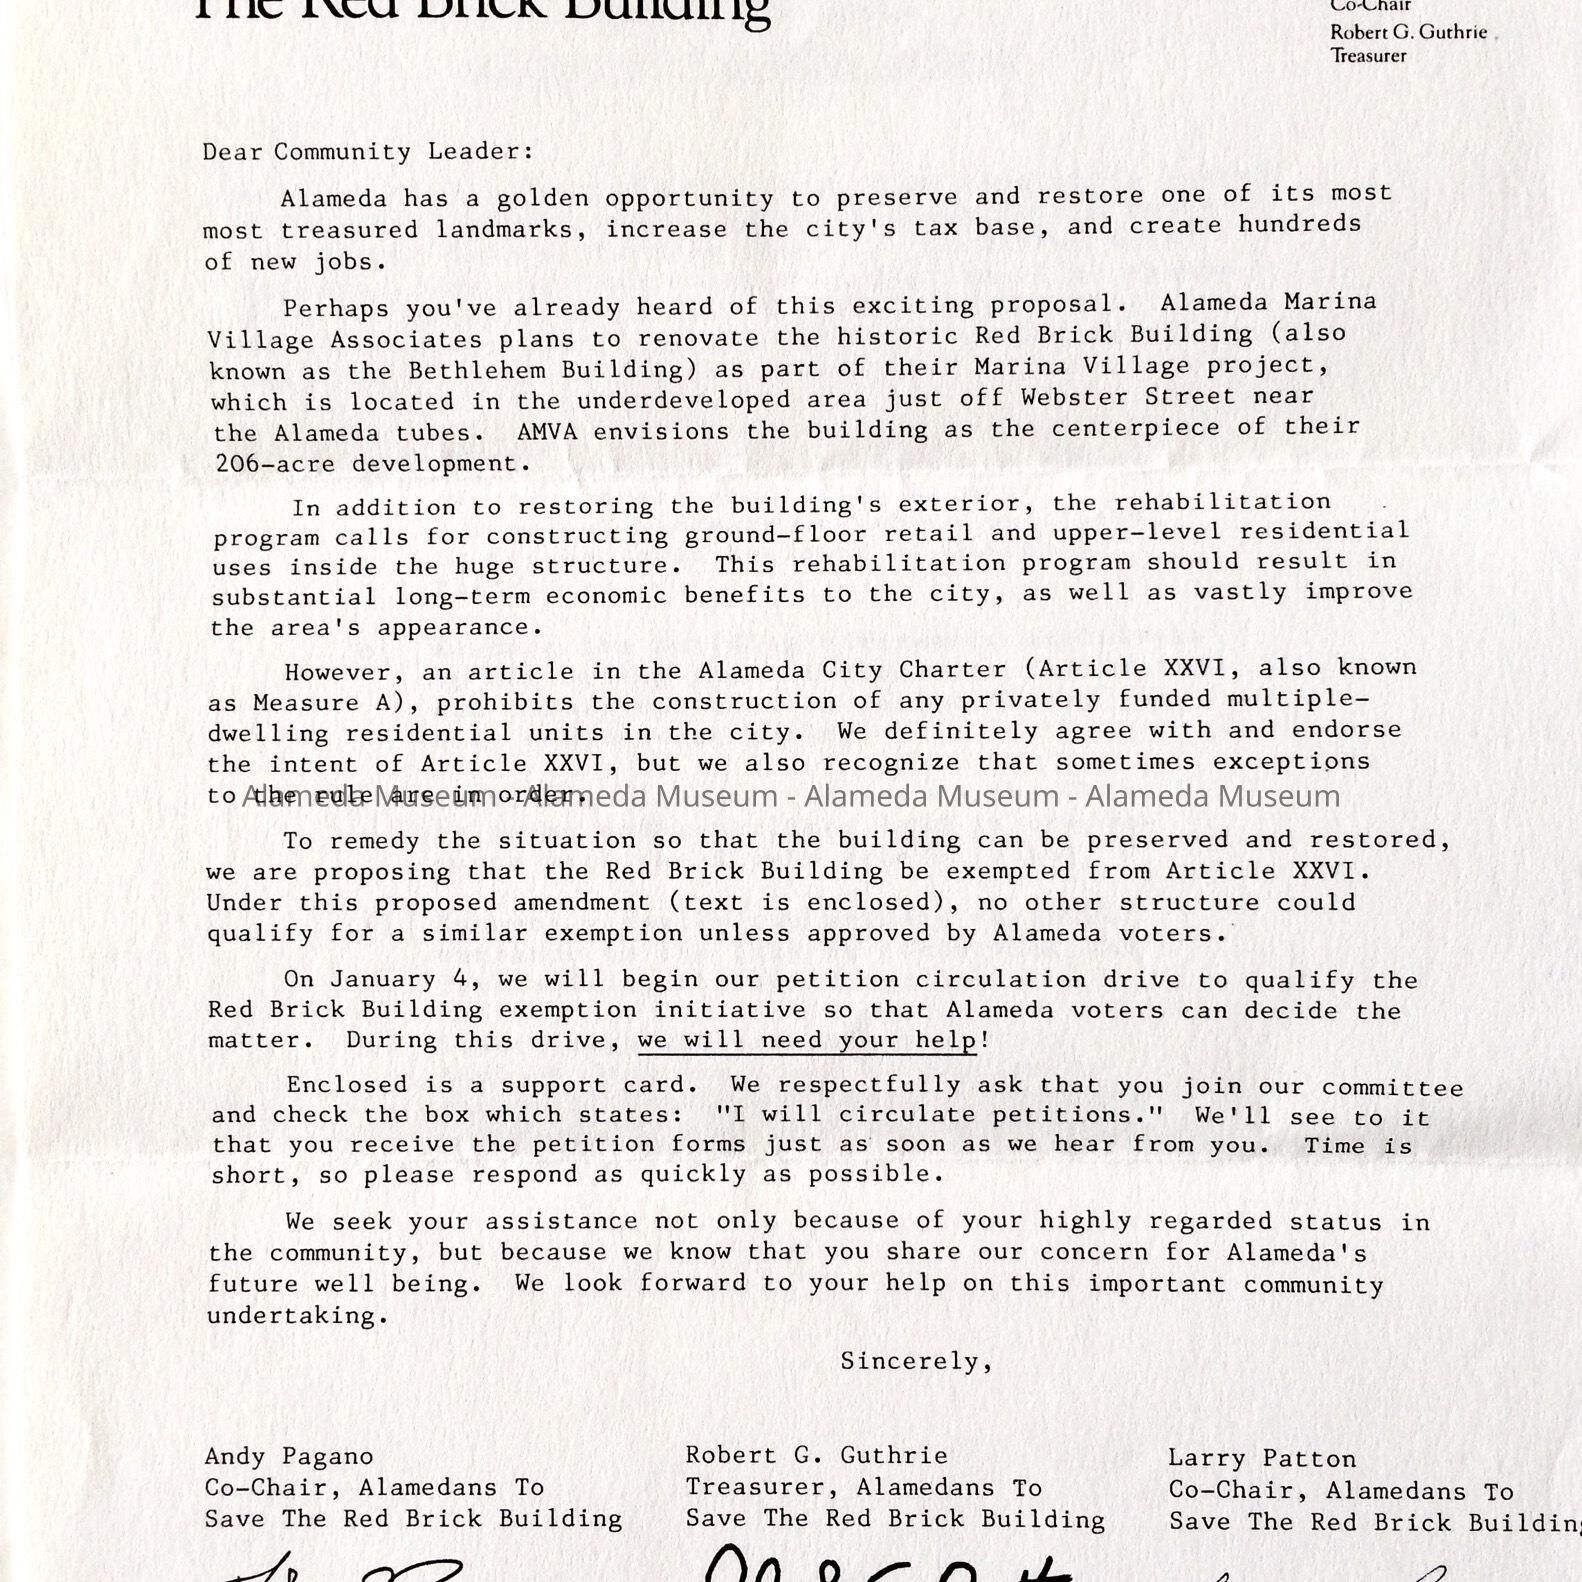 The Red Brick Building
Co-Chair
Robert G. Guthrie
Treasurer
Dear Community Leader:
Alameda has a golden opportunity to preserve and restore one of its most
most treasured landmarks, increase the city's tax base, and create hundreds
of new jobs.
Perhaps you've already heard of this exciting proposal. Alameda Marina
Village Associates plans to renovate the historic Red Brick Building (also
known as the Bethlehem Building) as part of their Marina Village project,
which is located in the underdeveloped area just off Webster Street near
the Alameda tubes. AMVA envisions the building as the centerpiece of their
206-acre development.
In addition to restoring the building's exterior, the rehabilitation
program calls for constructing ground-floor retail and upper-level residential
uses inside the huge structure. This rehabilitation program should result in
substantial long-term economic benefits to the city, as well as vastly improve
the area's appearance.
However, an article in the Alameda City Charter (Article XXVI, also known
as Measure A), prohibits the construction of any privately funded multiple-
dwelling residential units in the city. We definitely agree with and endorse
the intent of Article XXVI, but we also recognize that sometimes exceptions
to the rule are in order.
Alameda Museum - Alameda Museum - Alameda Museum - Alameda Museum
To remedy the situation so that the building can be preserved and restored,
we are proposing that the Red Brick Building be exempted from Article XXVI.
Under this proposed amendment (text is enclosed), no other structure could
qualify for a similar exemption unless approved by Alameda voters.
On January 4, we will begin our petition circulation drive to qualify the
Red Brick Building exemption initiative so that Alameda voters can decide the
matter. During this drive, we will need your help!
Enclosed is a support card. We respectfully ask that you join our committee
and check the box which states: "I will circulate petitions." We'll see to it
that you receive the petition forms just as soon as we hear from you. Time is
short, so please respond as quickly as possible.
We seek your assistance not only because of your highly regarded status in
the community, but because we know that you share our concern for Alameda's
future well being. We look forward to your help on this important community
undertaking.
Sincerely,
Andy Pagano
Co-Chair, Alamedans To
Save The Red Brick Building
Robert G. Guthrie
Treasurer, Alamedans To
Save The Red Brick Building
Larry Patton
Co-Chair, Alamedans To
Save The Red Brick Building